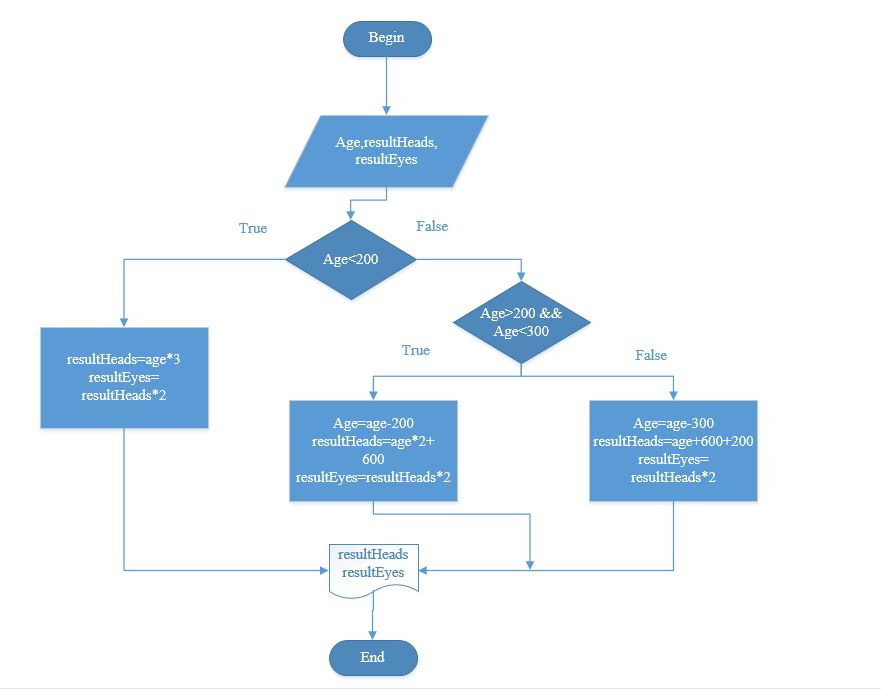 Begin
Age,resultHeads,
resultEyes
True
False
Age<200
Age>200 &&
Age<300
True
False
resultHeads=age*3
resultEyes=
resultHeads*2
Age=age-200
resultHeads=age*2+
600
resultEyes=resultHeads*2
Age=age-300
resultHeads=age+600+200
resultEyes=
resultHeads*2
resultHeads
resultEyes
End